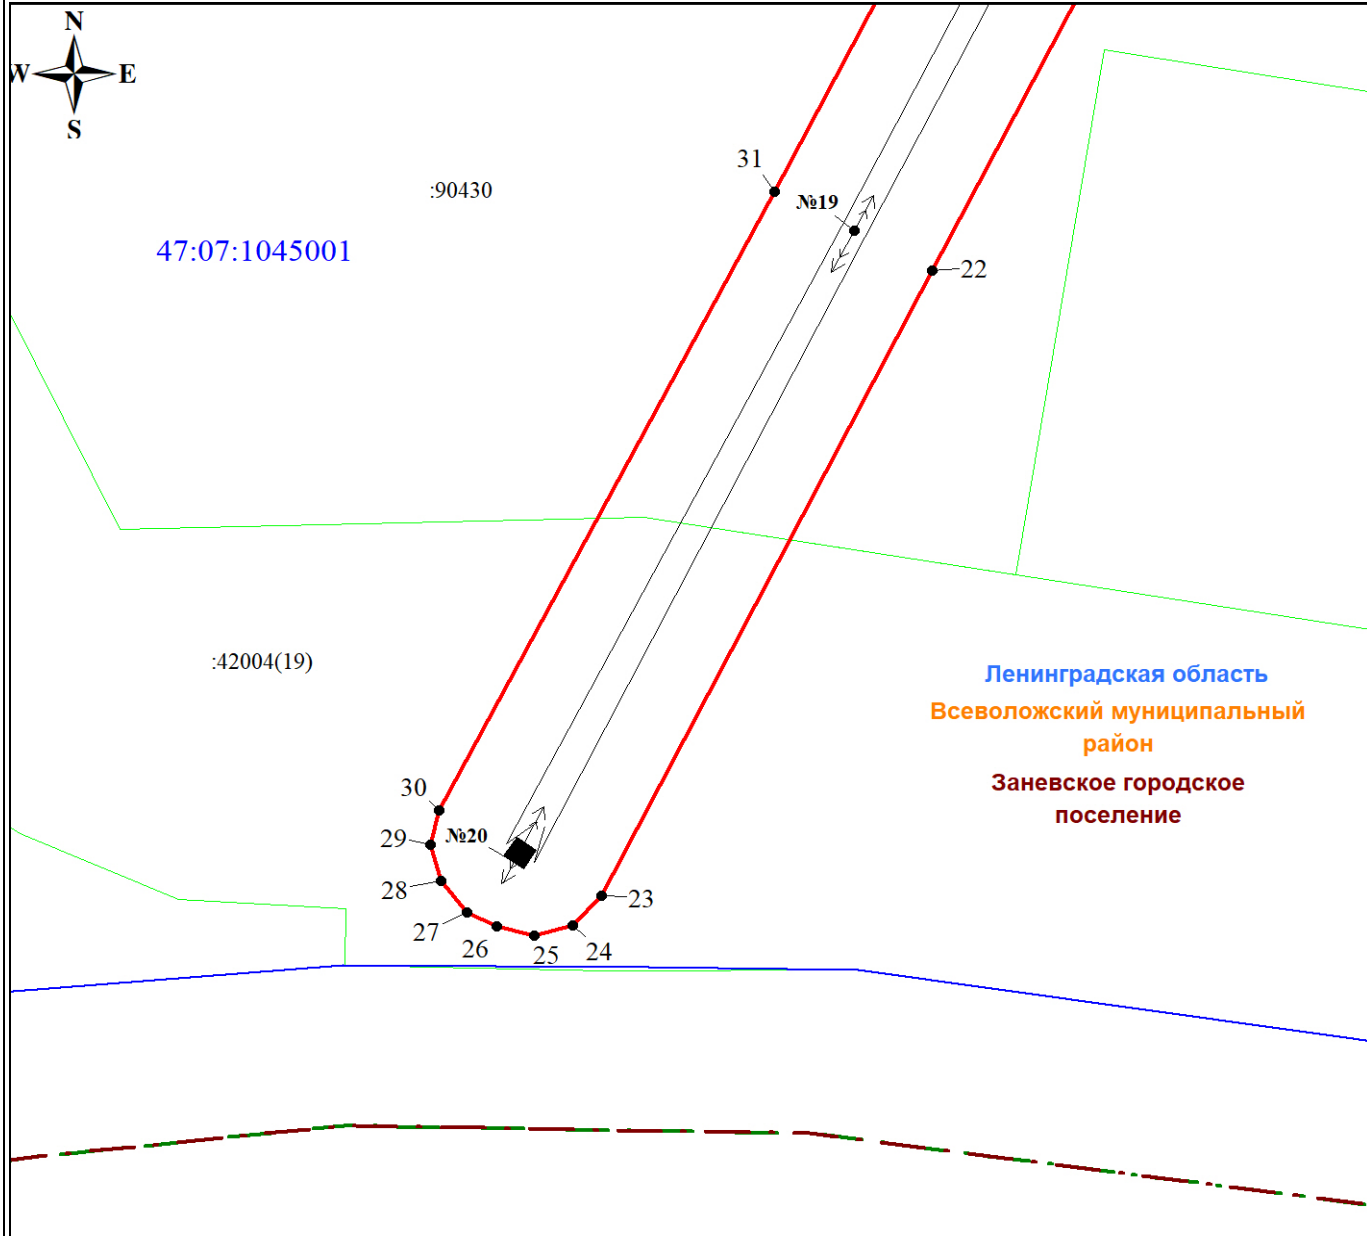 N
W E
S
31
:90430
№19
47:07:1045001
22
:42004(19)
Ленинградская область
Всеволожский муниципальный
район
Заневское городское
поселение
30
29
№20
28
23
27
26
25
24